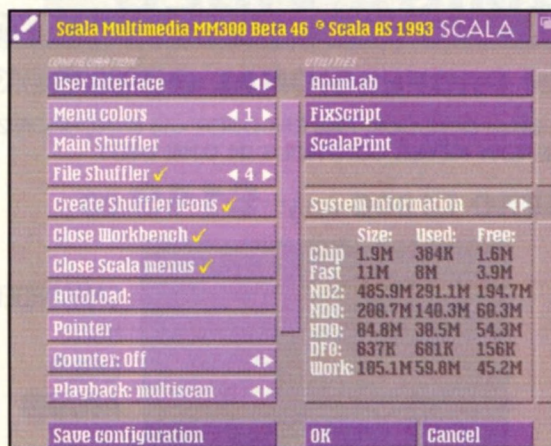 Scala Multimedia MM300 Beta 46 © Scala AS 1993 SCALA
CONFIGURATION
User Interface
Menu colors 1
Main Shuffler
File Shuffler ✓ 4
Create Shuffler icons ✓
Close Workbench ✓
Close Scala menus ✓
AutoLoad:
Pointer
Counter: Off
Playback: multiscan
Save configuration
UTILITIES
AnimLab
FixScript
ScalaPrint
System Information
Size: Used: Free:
Chip 1.9M 384K 1.6M
Fast 11M 8M 3.9M
ND2: 485.9M 291.1M 194.7M
ND0: 208.7M 140.3M 60.3M
HD0: 84.8M 30.5M 54.3M
DF0: 837K 681K 156K
Work: 105.1M 59.8M 45.2M
OK
Cancel